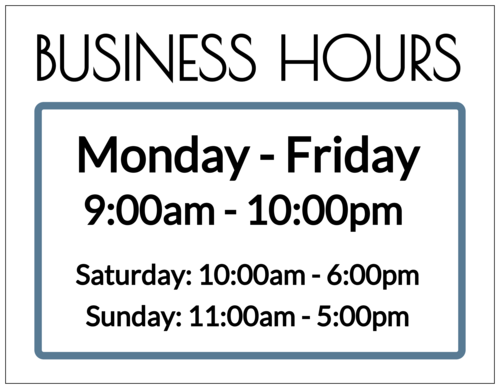 BUSINESS HOURS
Monday - Friday
9:00am - 10:00pm
Saturday: 10:00am - 6:00pm
Sunday: 11:00am - 5:00pm